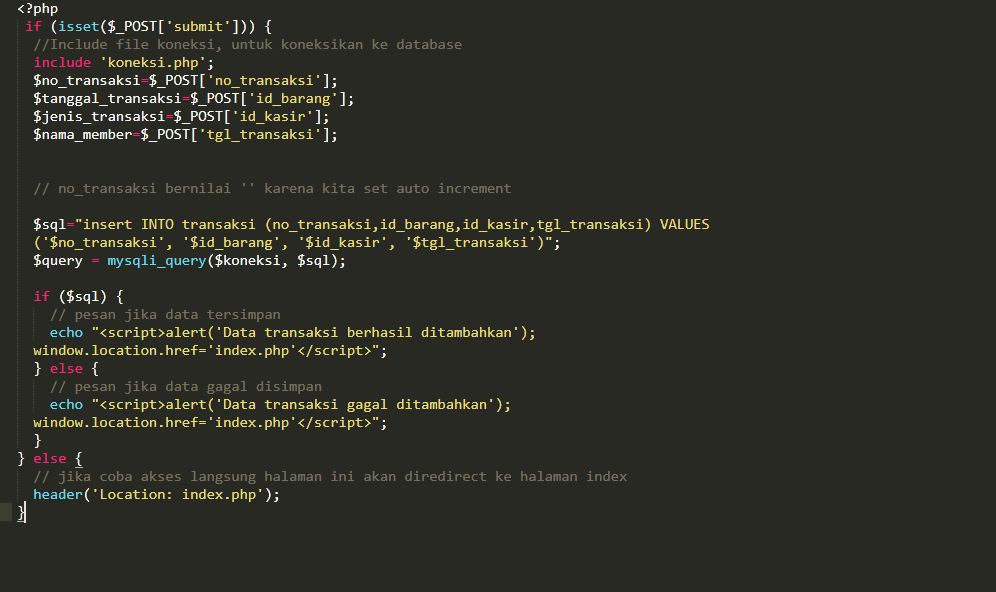 <?php
if (isset($_POST['submit'])) {
//Include file koneksi, untuk koneksikan ke database
include 'koneksi.php';
$no_transaksi=$_POST['no_transaksi'];
$tanggal_transaksi=$_POST['id_barang'];
$jenis_transaksi=$_POST['id_kasir'];
$nama_member=$_POST['tgl_transaksi'];
// no_transaksi bernilai '' karena kita set auto increment
$sql="insert INTO transaksi (no_transaksi,id_barang,id_kasir,tgl_transaksi) VALUES
('$no_transaksi', '$id_barang', '$id_kasir', '$tgl_transaksi')";
$query = mysqli_query($koneksi, $sql);
if ($sql) {
// pesan jika data tersimpan
echo "<script>alert('Data transaksi berhasil ditambahkan');
window.location.href='index.php'</script>";
} else {
// pesan jika data gagal disimpan
echo "<script>alert('Data transaksi gagal ditambahkan');
window.location.href='index.php'</script>";
}
} else {
// jika coba akses langsung halaman ini akan diredirect ke halaman index
header('Location: index.php');
}